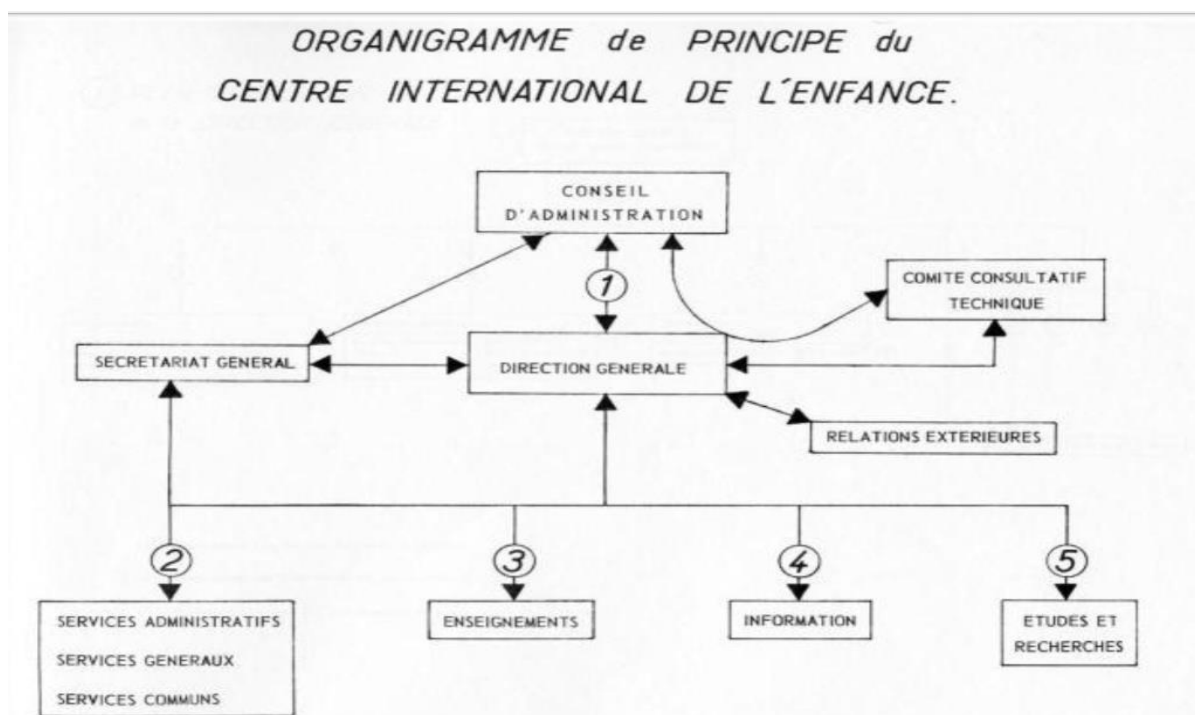 ORGANIGRAMME de PRINCIPE du
CENTRE INTERNATIONAL DE L'ENFANCE.
CONSEIL
D'ADMINISTRATION
1
COMITE CONSULTATIF
TECHNIQUE
SECRETARIAT GENERAL
DIRECTION GENERALE
RELATIONS EXTERIEURES
2
3
4
5
SERVICES ADMINISTRATIFS
SERVICES GENERAUX
SERVICES COMMUNS
ENSEIGNEMENTS
INFORMATION
ETUDES ET
RECHERCHES